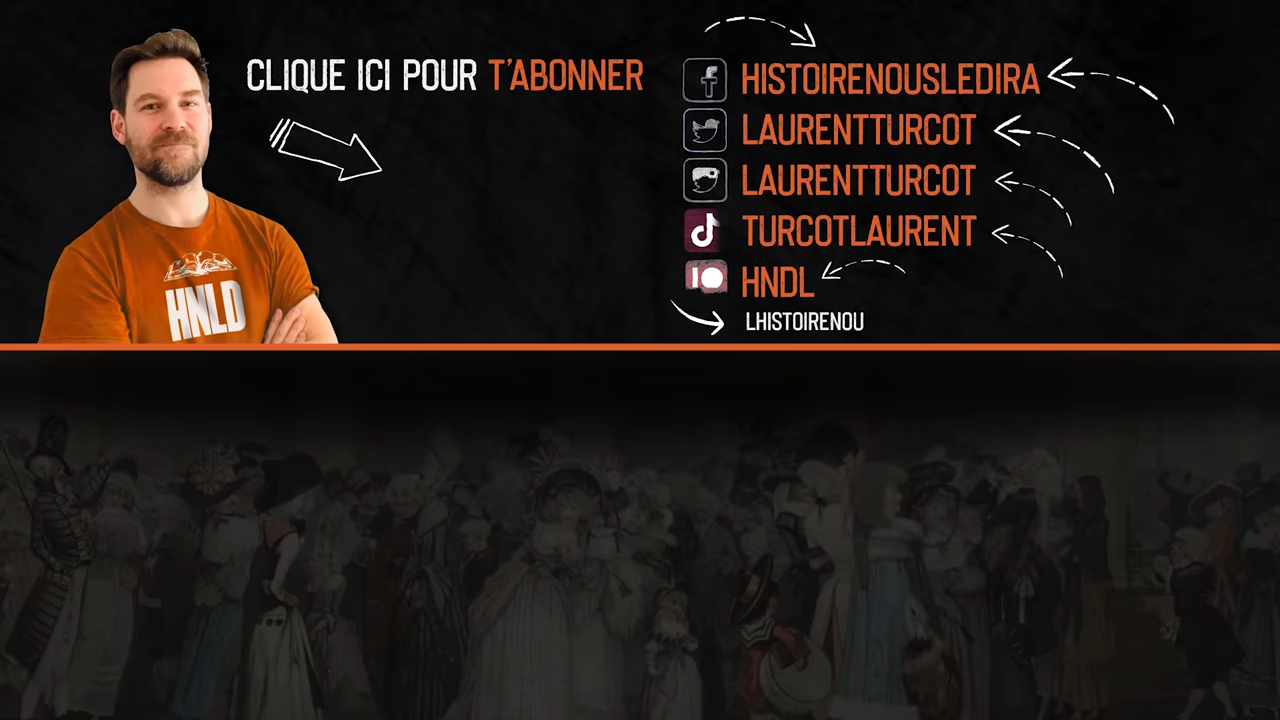 CLIQUE ICI POUR T'ABONNER
HISTOIRENOUSLEDIRA
LAURENTTURCOT
LAURENTTURCOT
TURCOTLAURENT
HNDL
LHISTOIRENOU
HNLD